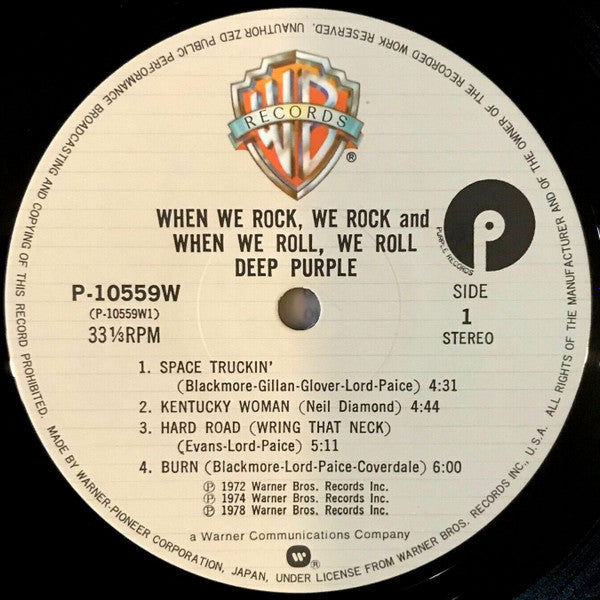 ALL RIGHTS OF THE MANUFACTURER AND OF THE OWNER OF THE RECORDED WORK RESERVED. UNAUTHORIZED PUBLIC PERFORMANCE BROADCASTING AND COPYING OF THIS RECORD PROHIBITED.
WB
RECORDS
®
WHEN WE ROCK, WE ROCK and
WHEN WE ROLL, WE ROLL
DEEP PURPLE
P
PURPLE RECORDS
P-10559W
(P-10559W1)
33⅓RPM
SIDE
1
STEREO
1. SPACE TRUCKIN'
(Blackmore-Gillan-Glover-Lord-Paice) 4:31
2. KENTUCKY WOMAN (Neil Diamond) 4:44
3. HARD ROAD (WRING THAT NECK)
(Evans-Lord-Paice) 5:11
4. BURN (Blackmore-Lord-Paice-Coverdale) 6:00
Ⓟ 1972 Warner Bros. Records Inc.
Ⓟ 1974 Warner Bros. Records Inc.
Ⓟ 1978 Warner Bros. Records Inc.
a Warner Communications Company
W®
MADE BY WARNER-PIONEER CORPORATION, JAPAN, UNDER LICENSE FROM WARNER BROS. RECORDS INC., U.S.A.